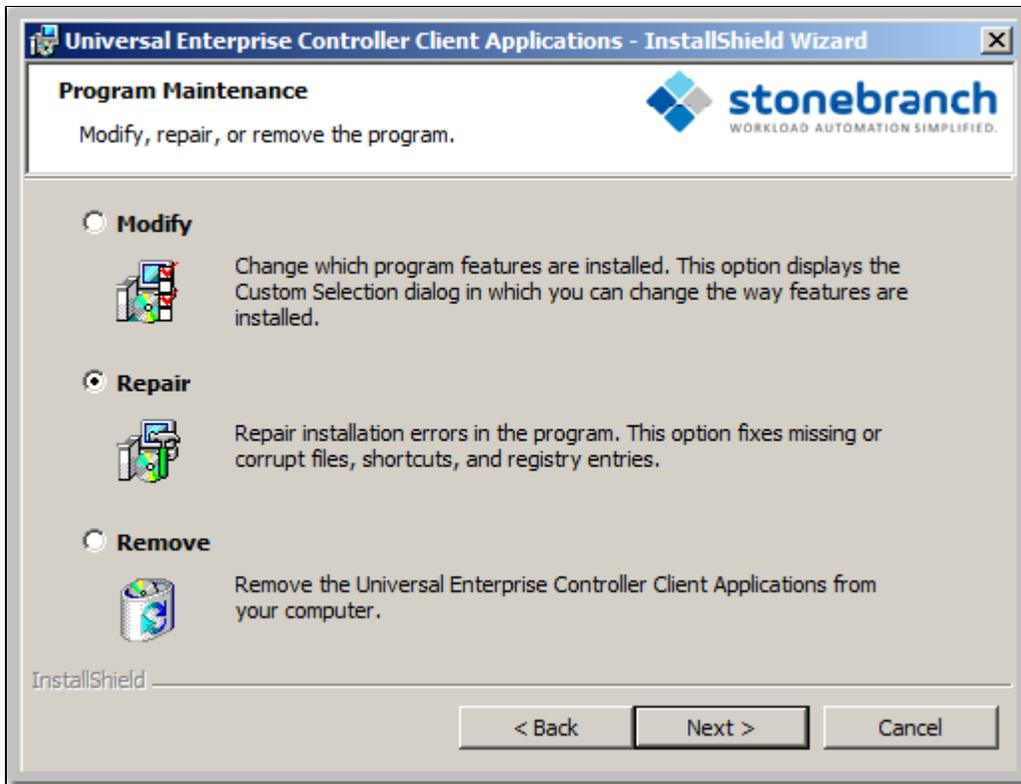 Universal Enterprise Controller Client Applications - InstallShield Wizard
Program Maintenance
Modify, repair, or remove the program.
stonebranch
WORKLOAD AUTOMATION SIMPLIFIED.
Modify
Change which program features are installed. This option displays the
Custom Selection dialog in which you can change the way features are
installed.
Repair
Repair installation errors in the program. This option fixes missing or
corrupt files, shortcuts, and registry entries.
Remove
Remove the Universal Enterprise Controller Client Applications from
your computer.
InstallShield
< Back
Next >
Cancel